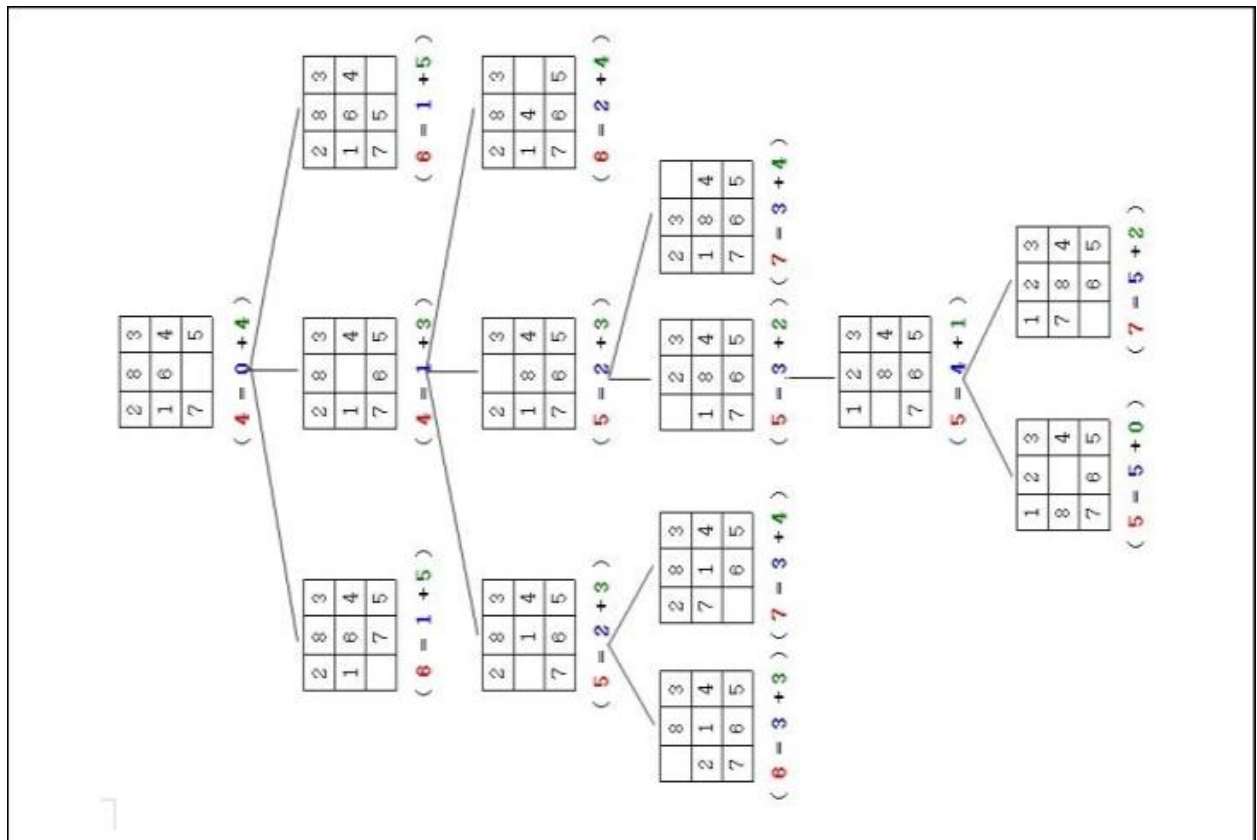 2 8 3
1 6 4
7 5
( 4 = 0 + 4 )
2 8 3
1 6 4
7 5
( 6 = 1 + 5 )
2 8 3
1 4
7 6 5
( 4 = 1 + 3 )
2 8 3
1 6 4
7 5
( 6 = 1 + 5 )
2 8 3
1 4
7 6 5
( 5 = 2 + 3 )
2 3
1 8 4
7 6 5
( 5 = 2 + 3 )
2 8 3
1 4
7 6 5
( 6 = 2 + 4 )
8 3
2 1 4
7 6 5
( 6 = 3 + 3 )
2 8 3
7 1 4
6 5
( 7 = 3 + 4 )
2 3
1 8 4
7 6 5
( 5 = 3 + 2 )
2 3
1 8 4
7 6 5
( 7 = 3 + 4 )
1 2 3
8 4
7 6 5
( 5 = 4 + 1 )
1 2 3
8 4
7 6 5
( 5 = 5 + 0 )
1 2 3
7 8 4
6 5
( 7 = 5 + 2 )